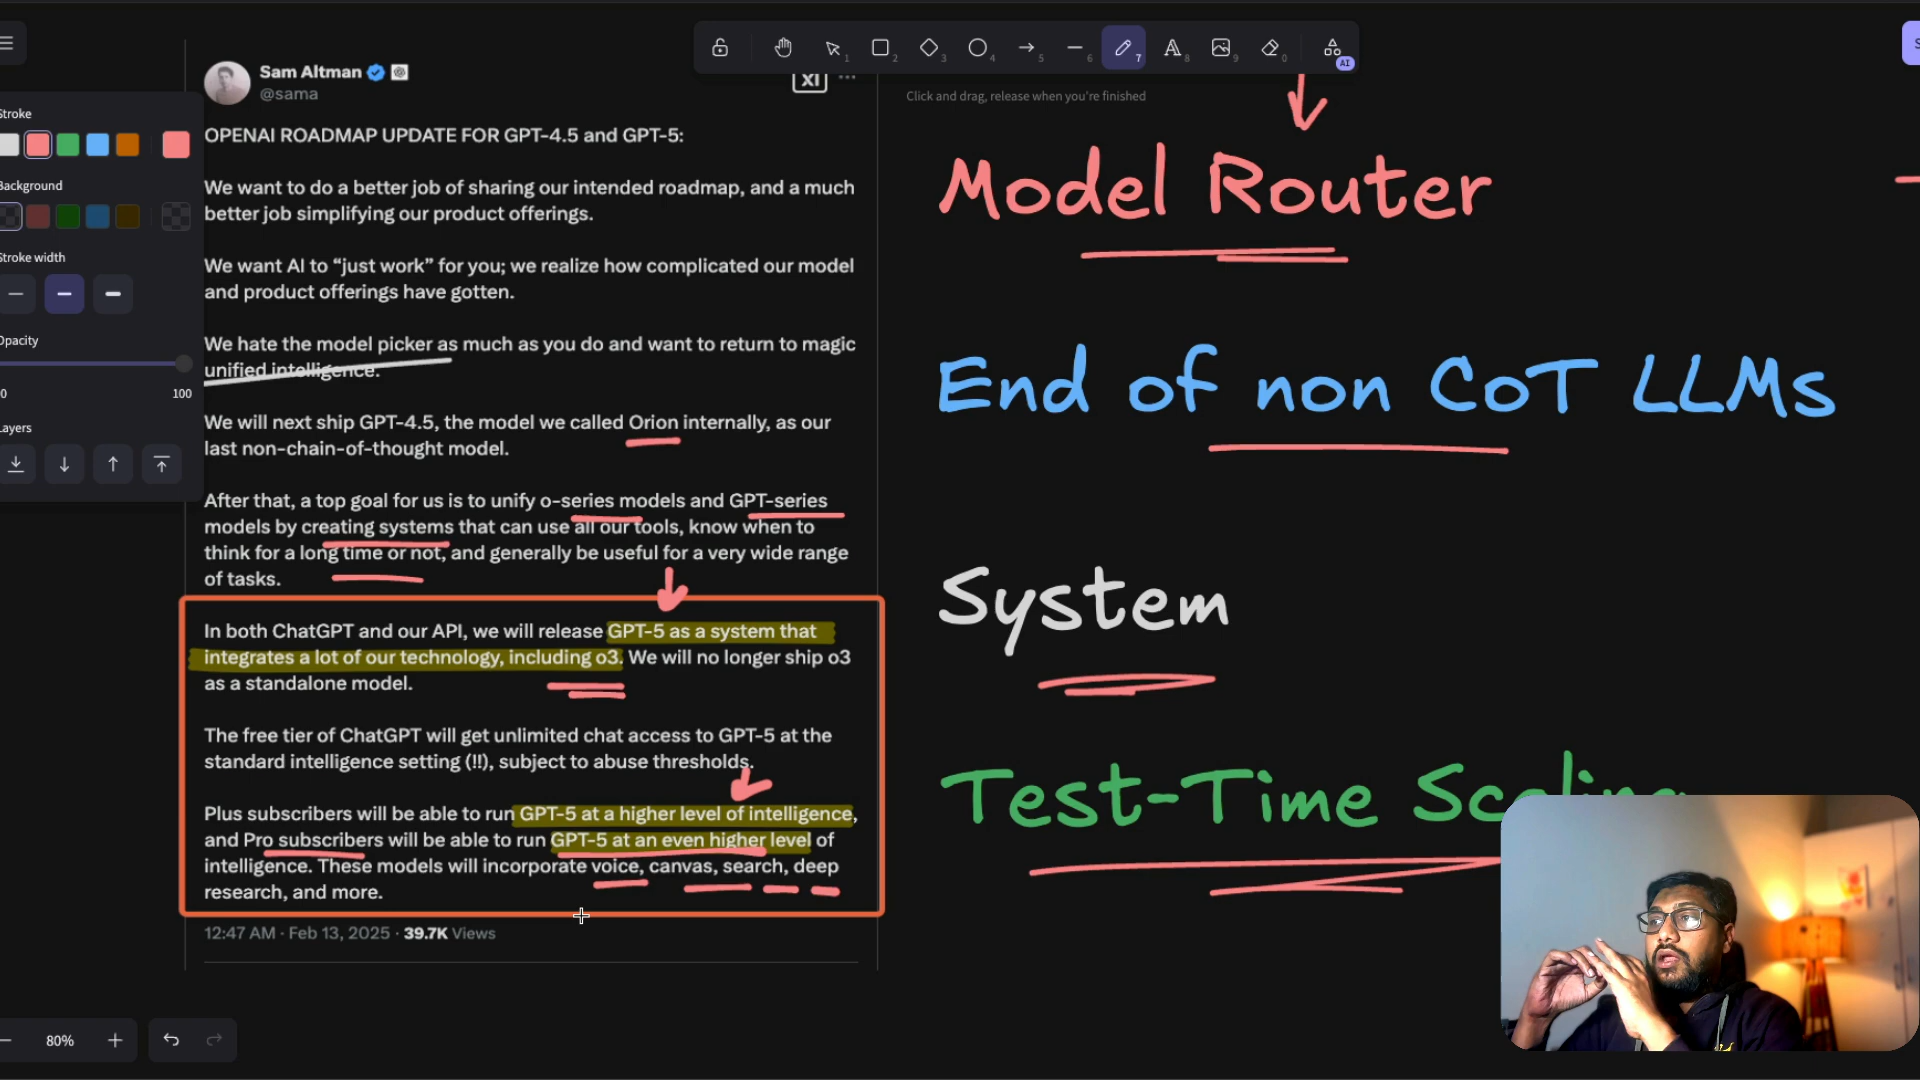 Sam Altman
@sama
Stroke
Background
Stroke width
Opacity
0
100
Layers
80%
1
2
3
4
5
6
7
8
9
0
AI
Click and drag, release when you're finished
OPENAI ROADMAP UPDATE FOR GPT-4.5 and GPT-5:
We want to do a better job of sharing our intended roadmap, and a much
better job simplifying our product offerings.
We want AI to “just work” for you; we realize how complicated our model
and product offerings have gotten.
We hate the model picker as much as you do and want to return to magic
unified intelligence.
We will next ship GPT-4.5, the model we called Orion internally, as our
last non-chain-of-thought model.
After that, a top goal for us is to unify o-series models and GPT-series
models by creating systems that can use all our tools, know when to
think for a long time or not, and generally be useful for a very wide range
of tasks.
In both ChatGPT and our API, we will release GPT-5 as a system that
integrates a lot of our technology, including o3. We will no longer ship o3
as a standalone model.
The free tier of ChatGPT will get unlimited chat access to GPT-5 at the
standard intelligence setting (!!), subject to abuse thresholds.
Plus subscribers will be able to run GPT-5 at a higher level of intelligence,
and Pro subscribers will be able to run GPT-5 at an even higher level of
intelligence. These models will incorporate voice, canvas, search, deep
research, and more.
12:47 AM · Feb 13, 2025 · 39.7K Views
Model Router
End of non CoT LLMs
System
Test-Time Scaling